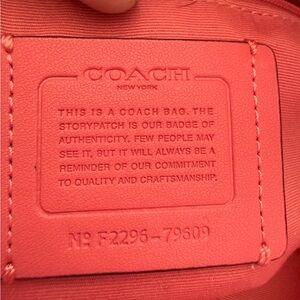 COACH
NEW YORK
THIS IS A COACH BAG. THE
STORYPATCH IS OUR BADGE OF
AUTHENTICITY. FEW PEOPLE MAY
SEE IT, BUT IT WILL ALWAYS BE A
REMINDER OF OUR COMMITMENT
TO QUALITY AND CRAFTSMANSHIP.
Nº F2296-79609